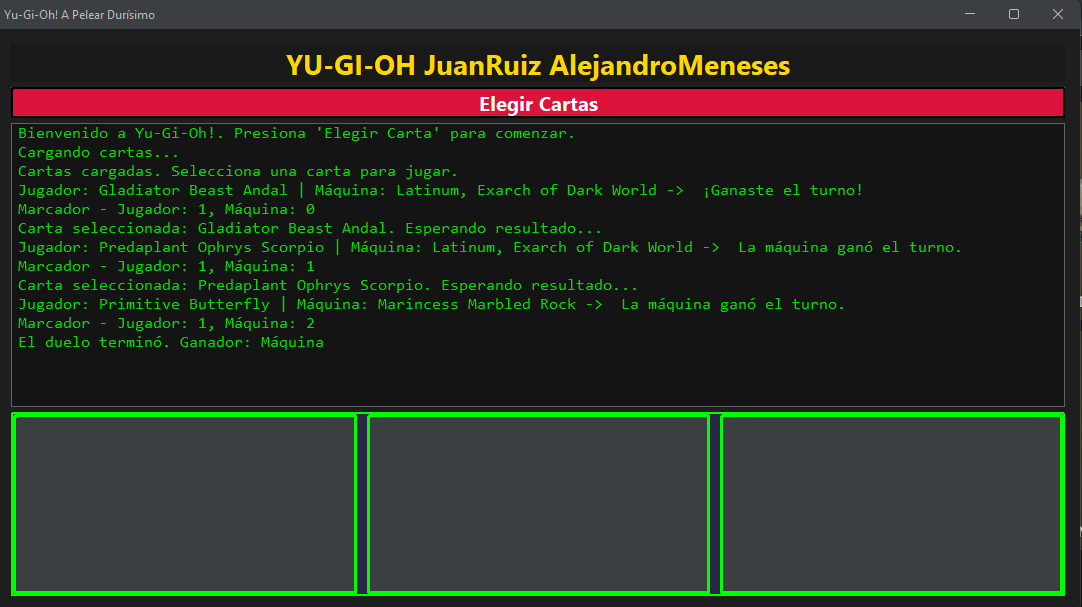 Yu-Gi-Oh! A Pelear Durísimo
YU-GI-OH JuanRuiz AlejandroMeneses
Elegir Cartas
Bienvenido a Yu-Gi-Oh!. Presiona 'Elegir Carta' para comenzar.
Cargando cartas...
Cartas cargadas. Selecciona una carta para jugar.
Jugador: Gladiator Beast Andal | Máquina: Latinum, Exarch of Dark World -> ¡Ganaste el turno!
Marcador - Jugador: 1, Máquina: 0
Carta seleccionada: Gladiator Beast Andal. Esperando resultado...
Jugador: Predaplant Ophrys Scorpio | Máquina: Latinum, Exarch of Dark World -> La máquina ganó el turno.
Marcador - Jugador: 1, Máquina: 1
Carta seleccionada: Predaplant Ophrys Scorpio. Esperando resultado...
Jugador: Primitive Butterfly | Máquina: Marincess Marbled Rock -> La máquina ganó el turno.
Marcador - Jugador: 1, Máquina: 2
El duelo terminó. Ganador: Máquina